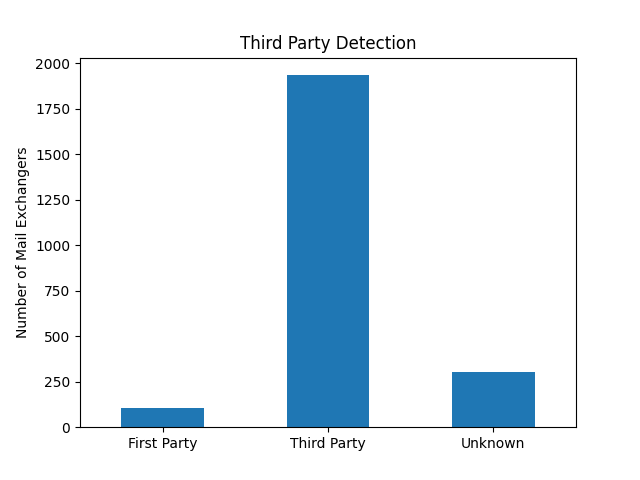 Third Party Detection
Number of Mail Exchangers
2000
1750
1500
1250
1000
750
500
250
0
First Party
Third Party
Unknown